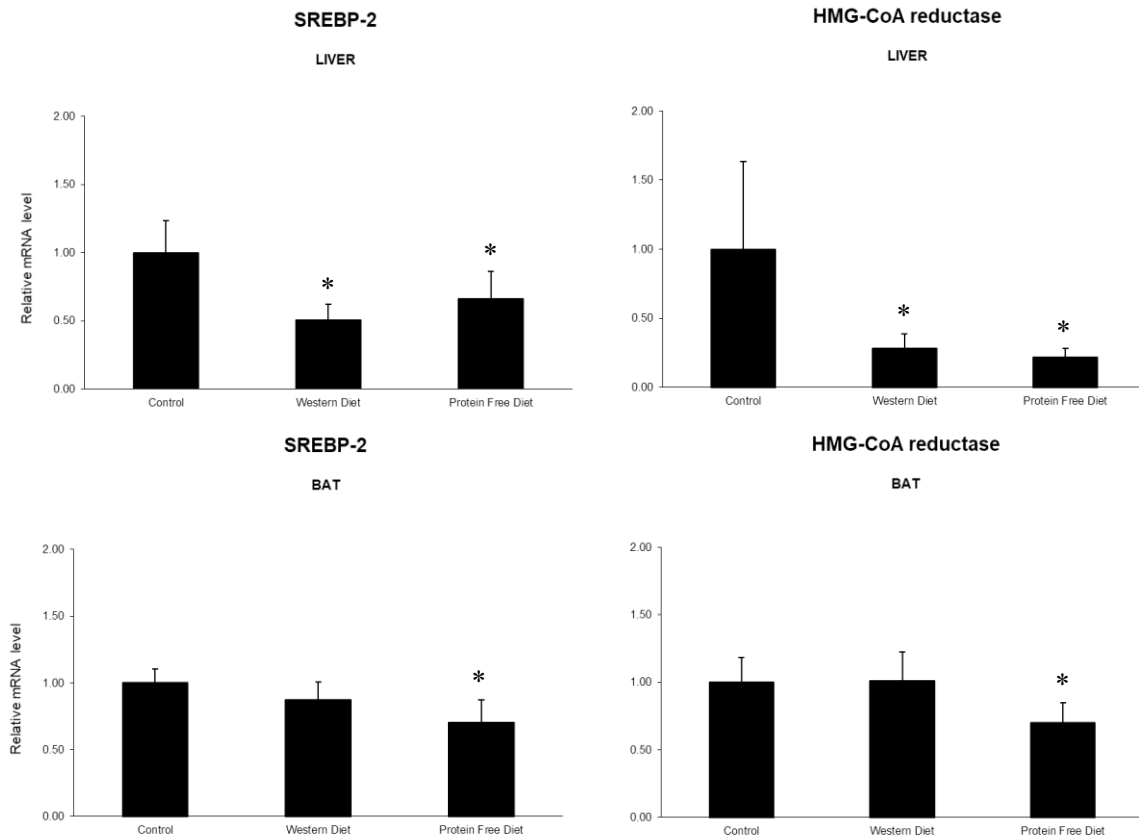 SREBP-2
LIVER
Relative mRNA level
2.00
1.50
1.00
0.50
0.00
*
*
Control
Western Diet
Protein Free Diet
HMG-CoA reductase
LIVER
2.00
1.50
1.00
0.50
0.00
*
*
Control
Western Diet
Protein Free Diet
SREBP-2
BAT
Relative mRNA level
2.00
1.50
1.00
0.50
0.00
*
Control
Western Diet
Protein Free Diet
HMG-CoA reductase
BAT
2.00
1.50
1.00
0.50
0.00
*
Control
Western Diet
Protein Free Diet